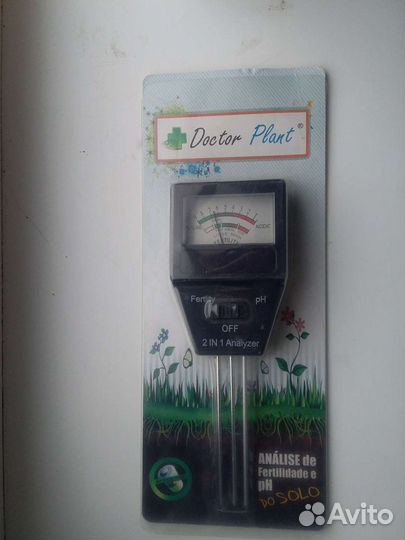 Doctor Plant®
ACIDIC
Fertility pH
OFF
2 IN 1 Analyzer
ANÁLISE de
Fertilidade e
pH
DO SOLO
Avito